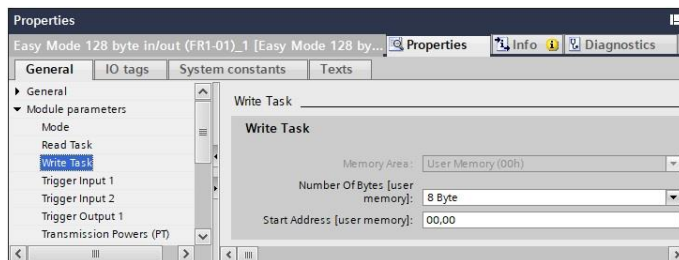 Properties
Easy Mode 128 byte in/out (FR1-01)_1 [Easy Mode 128 by... Properties Info Diagnostics
General IO tags System constants Texts
General
Module parameters
Mode
Read Task
Write Task
Trigger Input 1
Trigger Input 2
Trigger Output 1
Transmission Powers (PT)
Write Task
Write Task
Memory Area: User Memory (00h)
Number Of Bytes [user
memory]: 8 Byte
Start Address [user memory]: 00,00